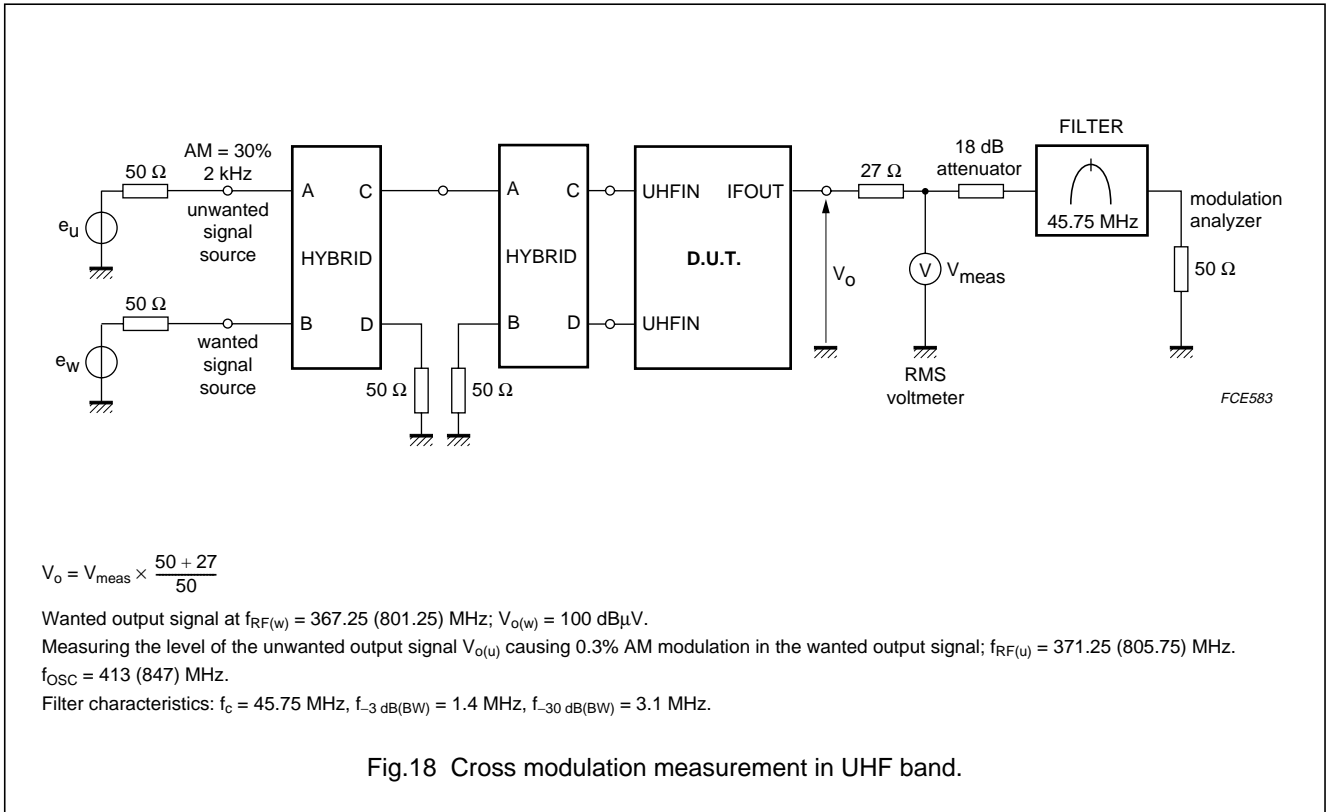 50 Ω
AM = 30%
2 kHz
e_u
unwanted
signal
source
50 Ω
e_w
wanted
signal
source
A
C
HYBRID
B
D
50 Ω
50 Ω
A
C
HYBRID
B
D
UHFIN
IFOUT
D.U.T.
UHFIN
V_o
27 Ω
V
V_meas
RMS
voltmeter
18 dB
attenuator
FILTER
45.75 MHz
modulation
analyzer
50 Ω
FCE583
V_o = V_meas × (50 + 27)/50
Wanted output signal at f_RF(w) = 367.25 (801.25) MHz; V_o(w) = 100 dBμV.
Measuring the level of the unwanted output signal V_o(u) causing 0.3% AM modulation in the wanted output signal; f_RF(u) = 371.25 (805.75) MHz.
f_OSC = 413 (847) MHz.
Filter characteristics: f_c = 45.75 MHz, f_–3 dB(BW) = 1.4 MHz, f_–30 dB(BW) = 3.1 MHz.
Fig.18 Cross modulation measurement in UHF band.